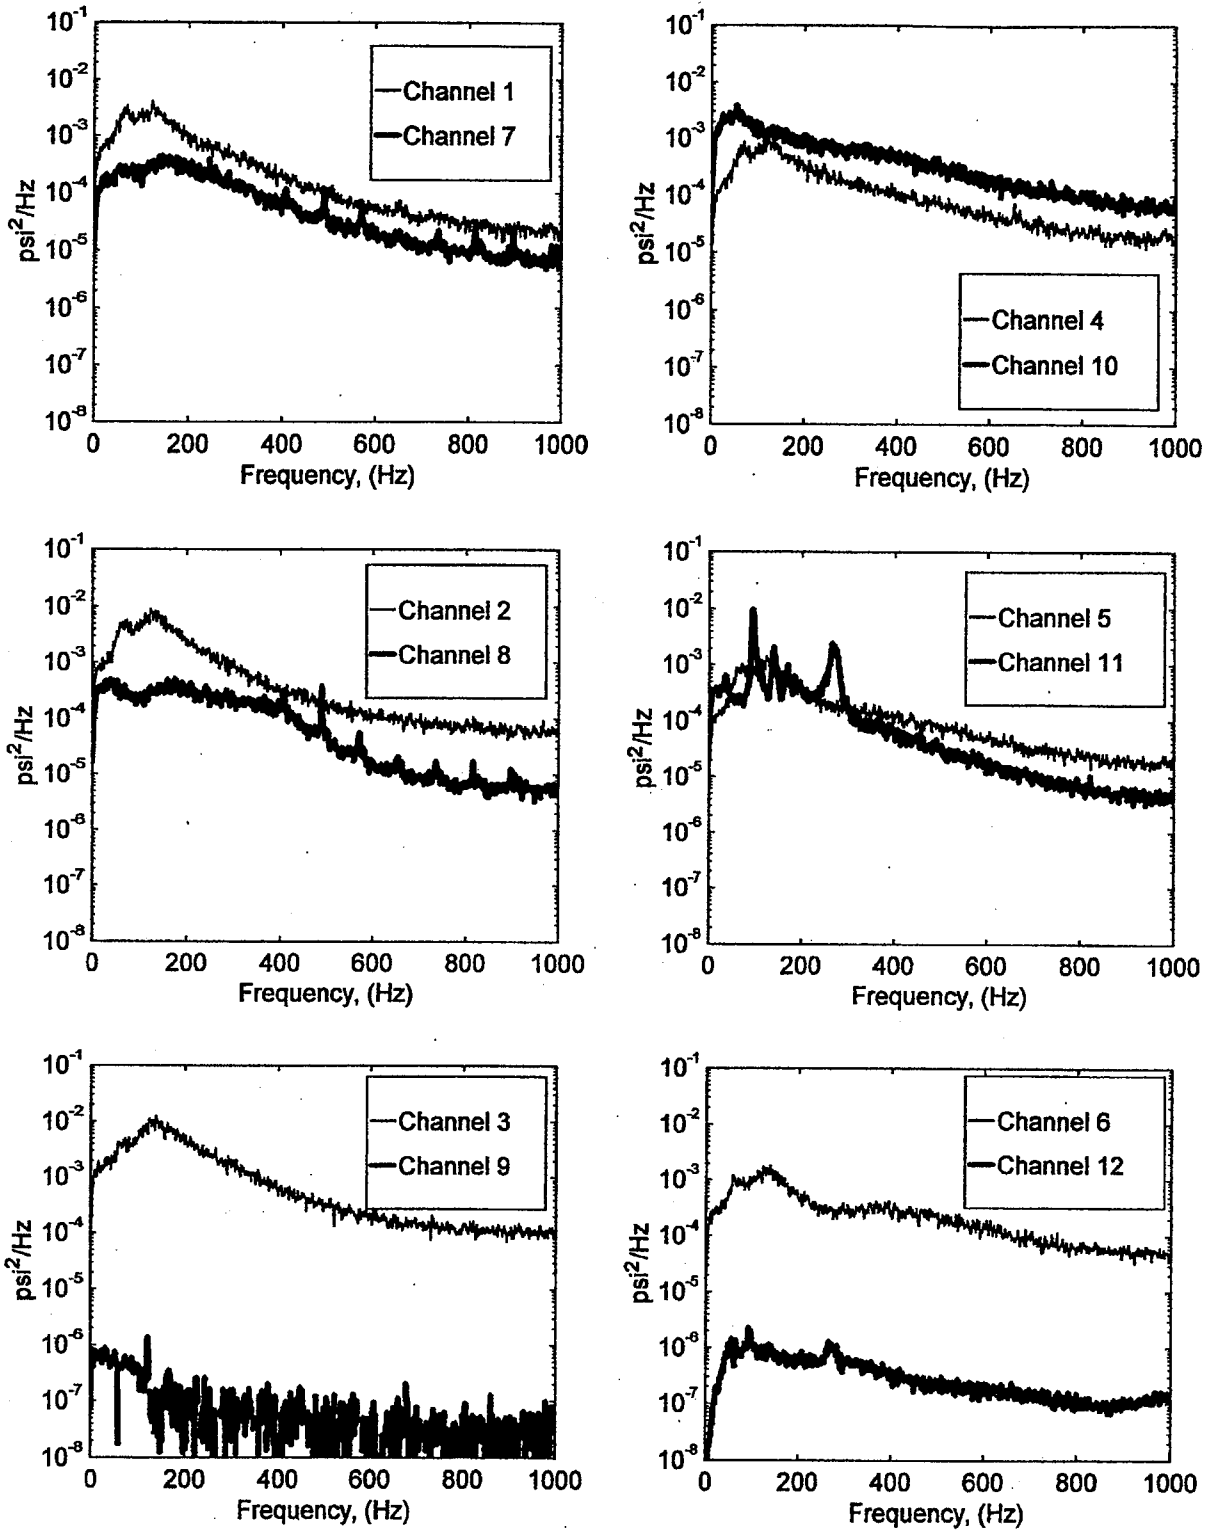 10^-1
10^-2
10^-3
10^-4
10^-5
10^-6
10^-7
10^-8
psi^2/Hz
Channel 1
Channel 7
0 200 400 600 800 1000
Frequency, (Hz)
10^-1
10^-2
10^-3
10^-4
10^-5
10^-6
10^-7
10^-8
psi^2/Hz
Channel 4
Channel 10
0 200 400 600 800 1000
Frequency, (Hz)
10^-1
10^-2
10^-3
10^-4
10^-5
10^-6
10^-7
10^-8
psi^2/Hz
Channel 2
Channel 8
0 200 400 600 800 1000
Frequency, (Hz)
10^-1
10^-2
10^-3
10^-4
10^-5
10^-6
10^-7
10^-8
psi^2/Hz
Channel 5
Channel 11
0 200 400 600 800 1000
Frequency, (Hz)
10^-1
10^-2
10^-3
10^-4
10^-5
10^-6
10^-7
10^-8
psi^2/Hz
Channel 3
Channel 9
0 200 400 600 800 1000
Frequency, (Hz)
10^-1
10^-2
10^-3
10^-4
10^-5
10^-6
10^-7
10^-8
psi^2/Hz
Channel 6
Channel 12
0 200 400 600 800 1000
Frequency, (Hz)